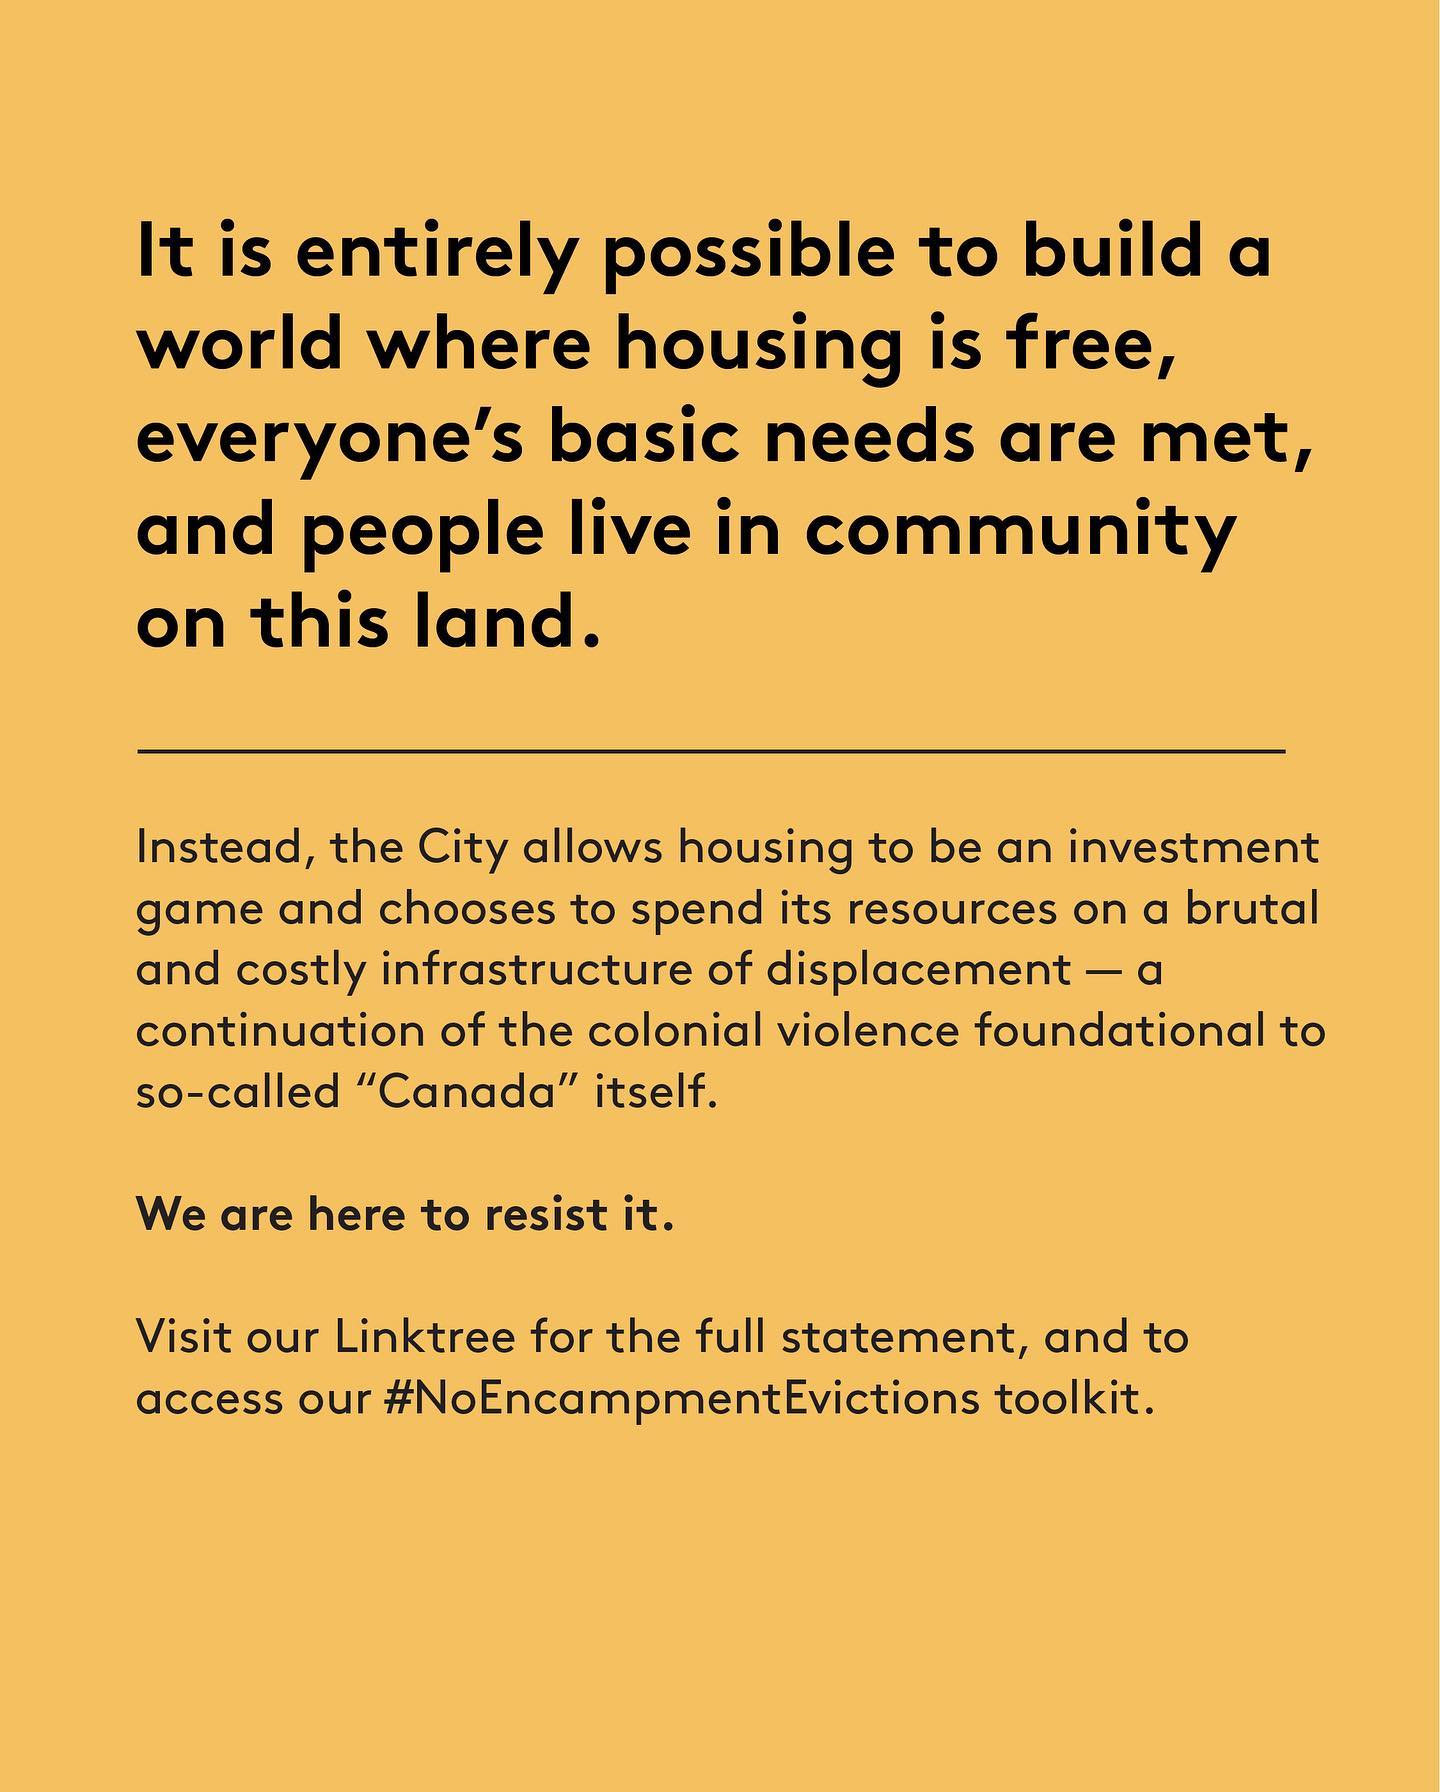 It is entirely possible to build a
world where housing is free,
everyone’s basic needs are met,
and people live in community
on this land.
Instead, the City allows housing to be an investment
game and chooses to spend its resources on a brutal
and costly infrastructure of displacement — a
continuation of the colonial violence foundational to
so-called “Canada” itself.
We are here to resist it.
Visit our Linktree for the full statement, and to
access our #NoEncampmentEvictions toolkit.